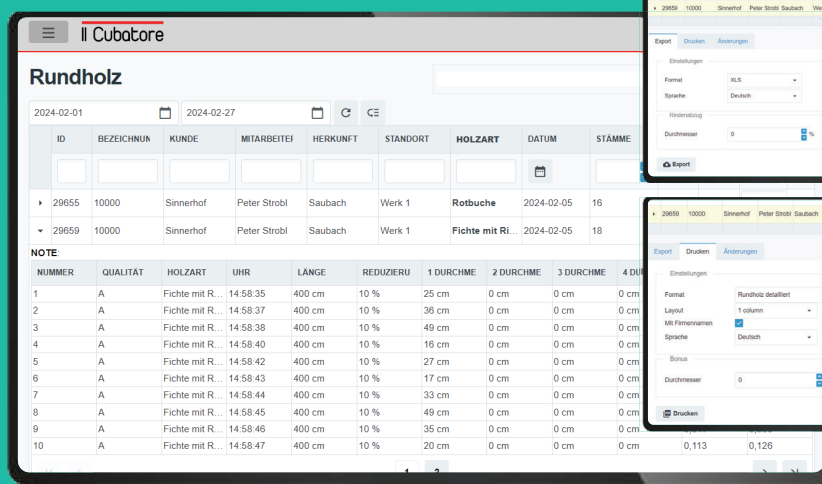 Il Cubatore
Rundholz
2024-02-01 2024-02-27
ID BEZEICHNUN KUNDE MITARBEITEI HERKUNFT STANDORT HOLZART DATUM STÄMME
29655 10000 Sinnerhof Peter Strobl Saubach Werk 1 Rotbuche 2024-02-05 16
29659 10000 Sinnerhof Peter Strobl Saubach Werk 1 Fichte mit Ri... 2024-02-05 18
NOTE:
NUMMER QUALITÄT HOLZART UHR LÄNGE REDUZIERU 1 DURCHME 2 DURCHME 3 DURCHME 4 DU
1 A Fichte mit R... 14:58:35 400 cm 10 % 25 cm 0 cm 0 cm 0 cm
2 A Fichte mit R... 14:58:37 400 cm 10 % 36 cm 0 cm 0 cm 0 cm
3 A Fichte mit R... 14:58:38 400 cm 10 % 49 cm 0 cm 0 cm 0 cm
4 A Fichte mit R... 14:58:40 400 cm 10 % 16 cm 0 cm 0 cm 0 cm
5 A Fichte mit R... 14:58:42 400 cm 10 % 27 cm 0 cm 0 cm 0 cm
6 A Fichte mit R... 14:58:43 400 cm 10 % 17 cm 0 cm 0 cm 0 cm
7 A Fichte mit R... 14:58:44 400 cm 10 % 33 cm 0 cm 0 cm 0 cm
8 A Fichte mit R... 14:58:45 400 cm 10 % 49 cm 0 cm 0 cm 0 cm
9 A Fichte mit R... 14:58:46 400 cm 10 % 35 cm 0 cm 0 cm 0 cm
10 A Fichte mit R... 14:58:47 400 cm 10 % 20 cm 0 cm 0 cm 0 cm 0,113 0,126
1 2
29659 10000 Sinnerhof Peter Strobl Saubach We
Export Drucken Änderungen
Einstellungen
Format XLS
Sprache Deutsch
Rindenabzug
Durchmesser 0 %
Export
29659 10000 Sinnerhof Peter Strobl Saubach
Export Drucken Änderungen
Einstellungen
Format Rundholz detailliert
Layout 1 column
Mit Firmennamen
Sprache Deutsch
Bonus
Durchmesser 0
Drucken